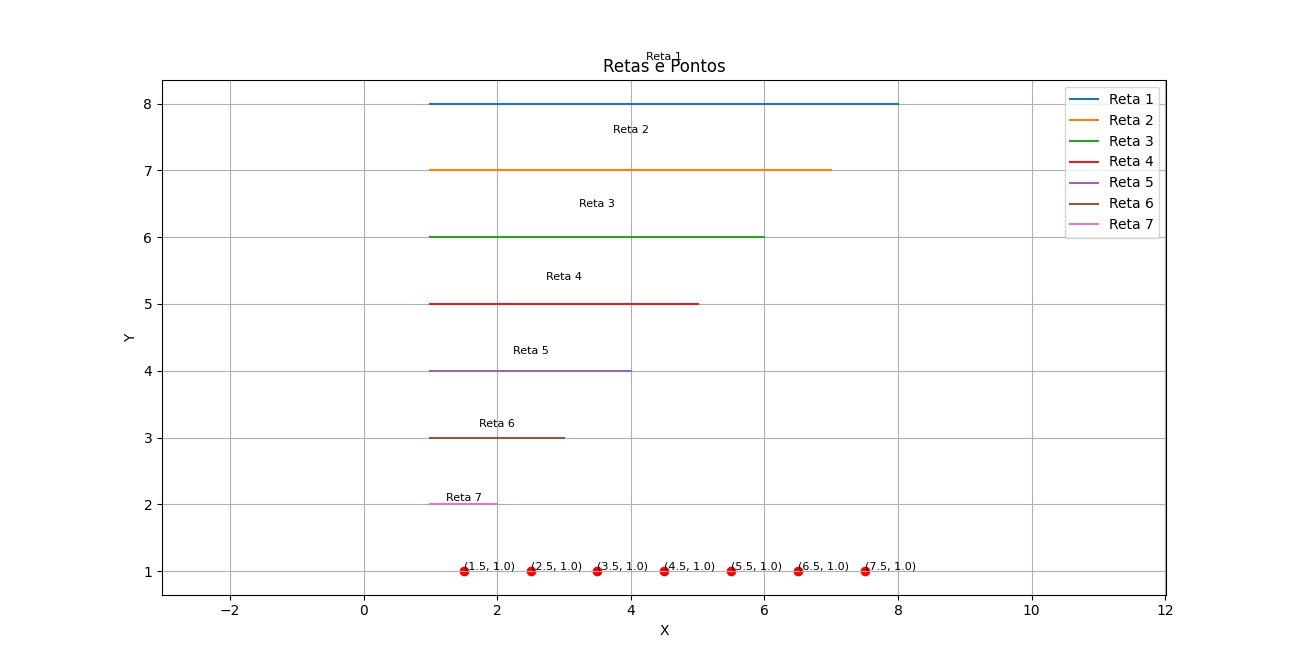 Reta 1
Retas e Pontos
8
Reta 1
Reta 2
Reta 2
Reta 3
7
Reta 4
Reta 5
Reta 3
Reta 6
Reta 7
6
Reta 4
5
Y
Reta 5
4
Reta 6
3
Reta 7
2
(1.5, 1.0) (2.5, 1.0) (3.5, 1.0) (4.5, 1.0) (5.5, 1.0) (6.5, 1.0) (7.5, 1.0)
1
−2 0 2 4 6 8 10 12
X